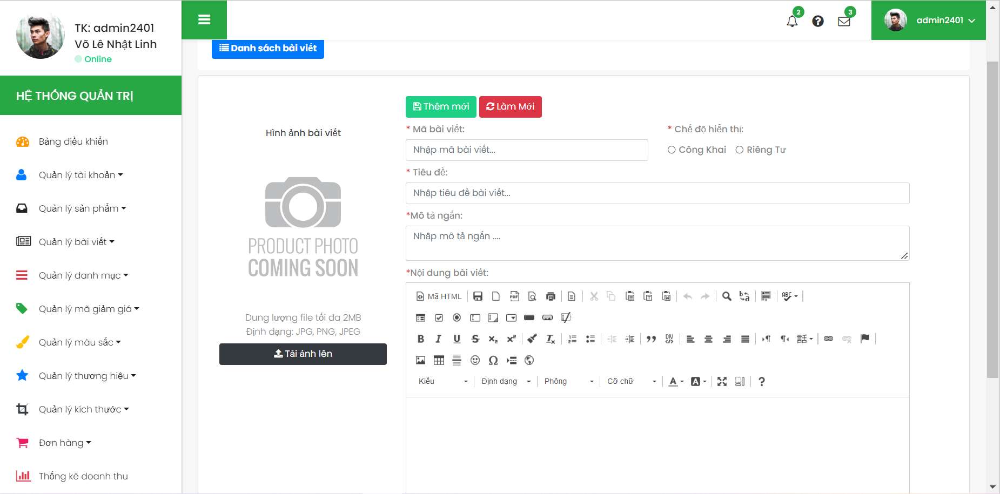 TK: admin2401
Võ Lê Nhật Linh
Online
HỆ THỐNG QUẢN TRỊ
Bảng điều khiển
Quản lý tài khoản
Quản lý sản phẩm
Quản lý bài viết
Quản lý danh mục
Quản lý mã giảm giá
Quản lý màu sắc
Quản lý thương hiệu
Quản lý kích thước
Đơn hàng
Thống kê doanh thu
2
3
admin2401
Danh sách bài viết
Hình ảnh bài viết
PRODUCT PHOTO
COMING SOON
Dung lượng file tối đa 2MB
Định dạng: JPG, PNG, JPEG
Tải ảnh lên
Thêm mới
Làm Mới
* Mã bài viết:
Nhập mã bài viết...
* Chế độ hiển thị:
Công Khai
Riêng Tư
* Tiêu đề:
Nhập tiêu đề bài viết...
*Mô tả ngắn:
Nhập mô tả ngắn ....
*Nội dung bài viết:
Mã HTML
Kiểu
Định dạng
Phông
Cỡ chữ